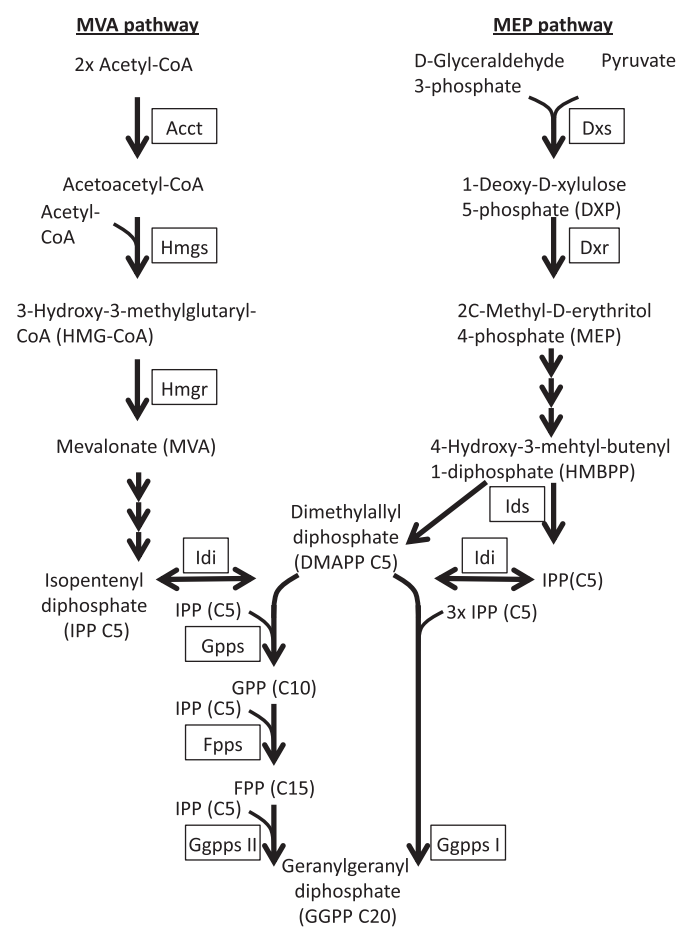 MVA pathway
2x Acetyl-CoA
Acct
Acetoacetyl-CoA
Acetyl-
CoA
Hmgs
3-Hydroxy-3-methylglutaryl-
CoA (HMG-CoA)
Hmgr
Mevalonate (MVA)
Idi
Isopentenyl
diphosphate
(IPP C5)
MEP pathway
D-Glyceraldehyde
3-phosphate
Pyruvate
Dxs
1-Deoxy-D-xylulose
5-phosphate (DXP)
Dxr
2C-Methyl-D-erythritol
4-phosphate (MEP)
4-Hydroxy-3-mehtyl-butenyl
1-diphosphate (HMBPP)
Ids
Dimethylallyl
diphosphate
(DMAPP C5)
Idi
IPP(C5)
IPP (C5)
Gpps
3x IPP (C5)
GPP (C10)
IPP (C5)
Fpps
FPP (C15)
IPP (C5)
Ggpps II
Ggpps I
Geranylgeranyl
diphosphate
(GGPP C20)